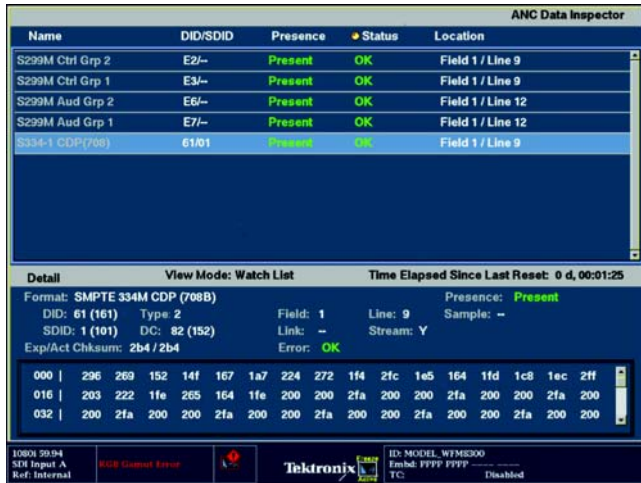 ANC Data Inspector
Name DID/SDID Presence Status Location
S299M Ctrl Grp 2 E2/-- Present OK Field 1 / Line 9
S299M Ctrl Grp 1 E3/-- Present OK Field 1 / Line 9
S299M Aud Grp 2 E6/-- Present OK Field 1 / Line 12
S299M Aud Grp 1 E7/-- Present OK Field 1 / Line 12
S334-1 CDP(708) 61/01 Present OK Field 1 / Line 9
Detail View Mode: Watch List Time Elapsed Since Last Reset: 0 d, 00:01:25
Format: SMPTE 334M CDP (708B) Presence: Present
DID: 61 (161) Type: 2 Field: 1 Line: 9 Sample: --
SDID: 1 (101) DC: 82 (152) Link: -- Stream: Y
Exp/Act Chksum: 2b4 / 2b4 Error: OK
000 | 296 269 152 14f 167 1a7 224 272 1f4 2fc 1e5 164 1fd 1c8 1ec 2ff
016 | 203 222 1fe 265 164 1fe 200 200 2fa 200 200 2fa 200 200 2fa 200
032 | 200 2fa 200 200 2fa 200 200 2fa 200 200 2fa 200 200 2fa 200 200
1080i 59.94
SDI Input A
Ref: Internal
RGB Gamut Error
Tektronix
Freeze
Active
ID: MODEL_WFM8300
Embd: PPPP PPPP ---- ----
TC: Disabled